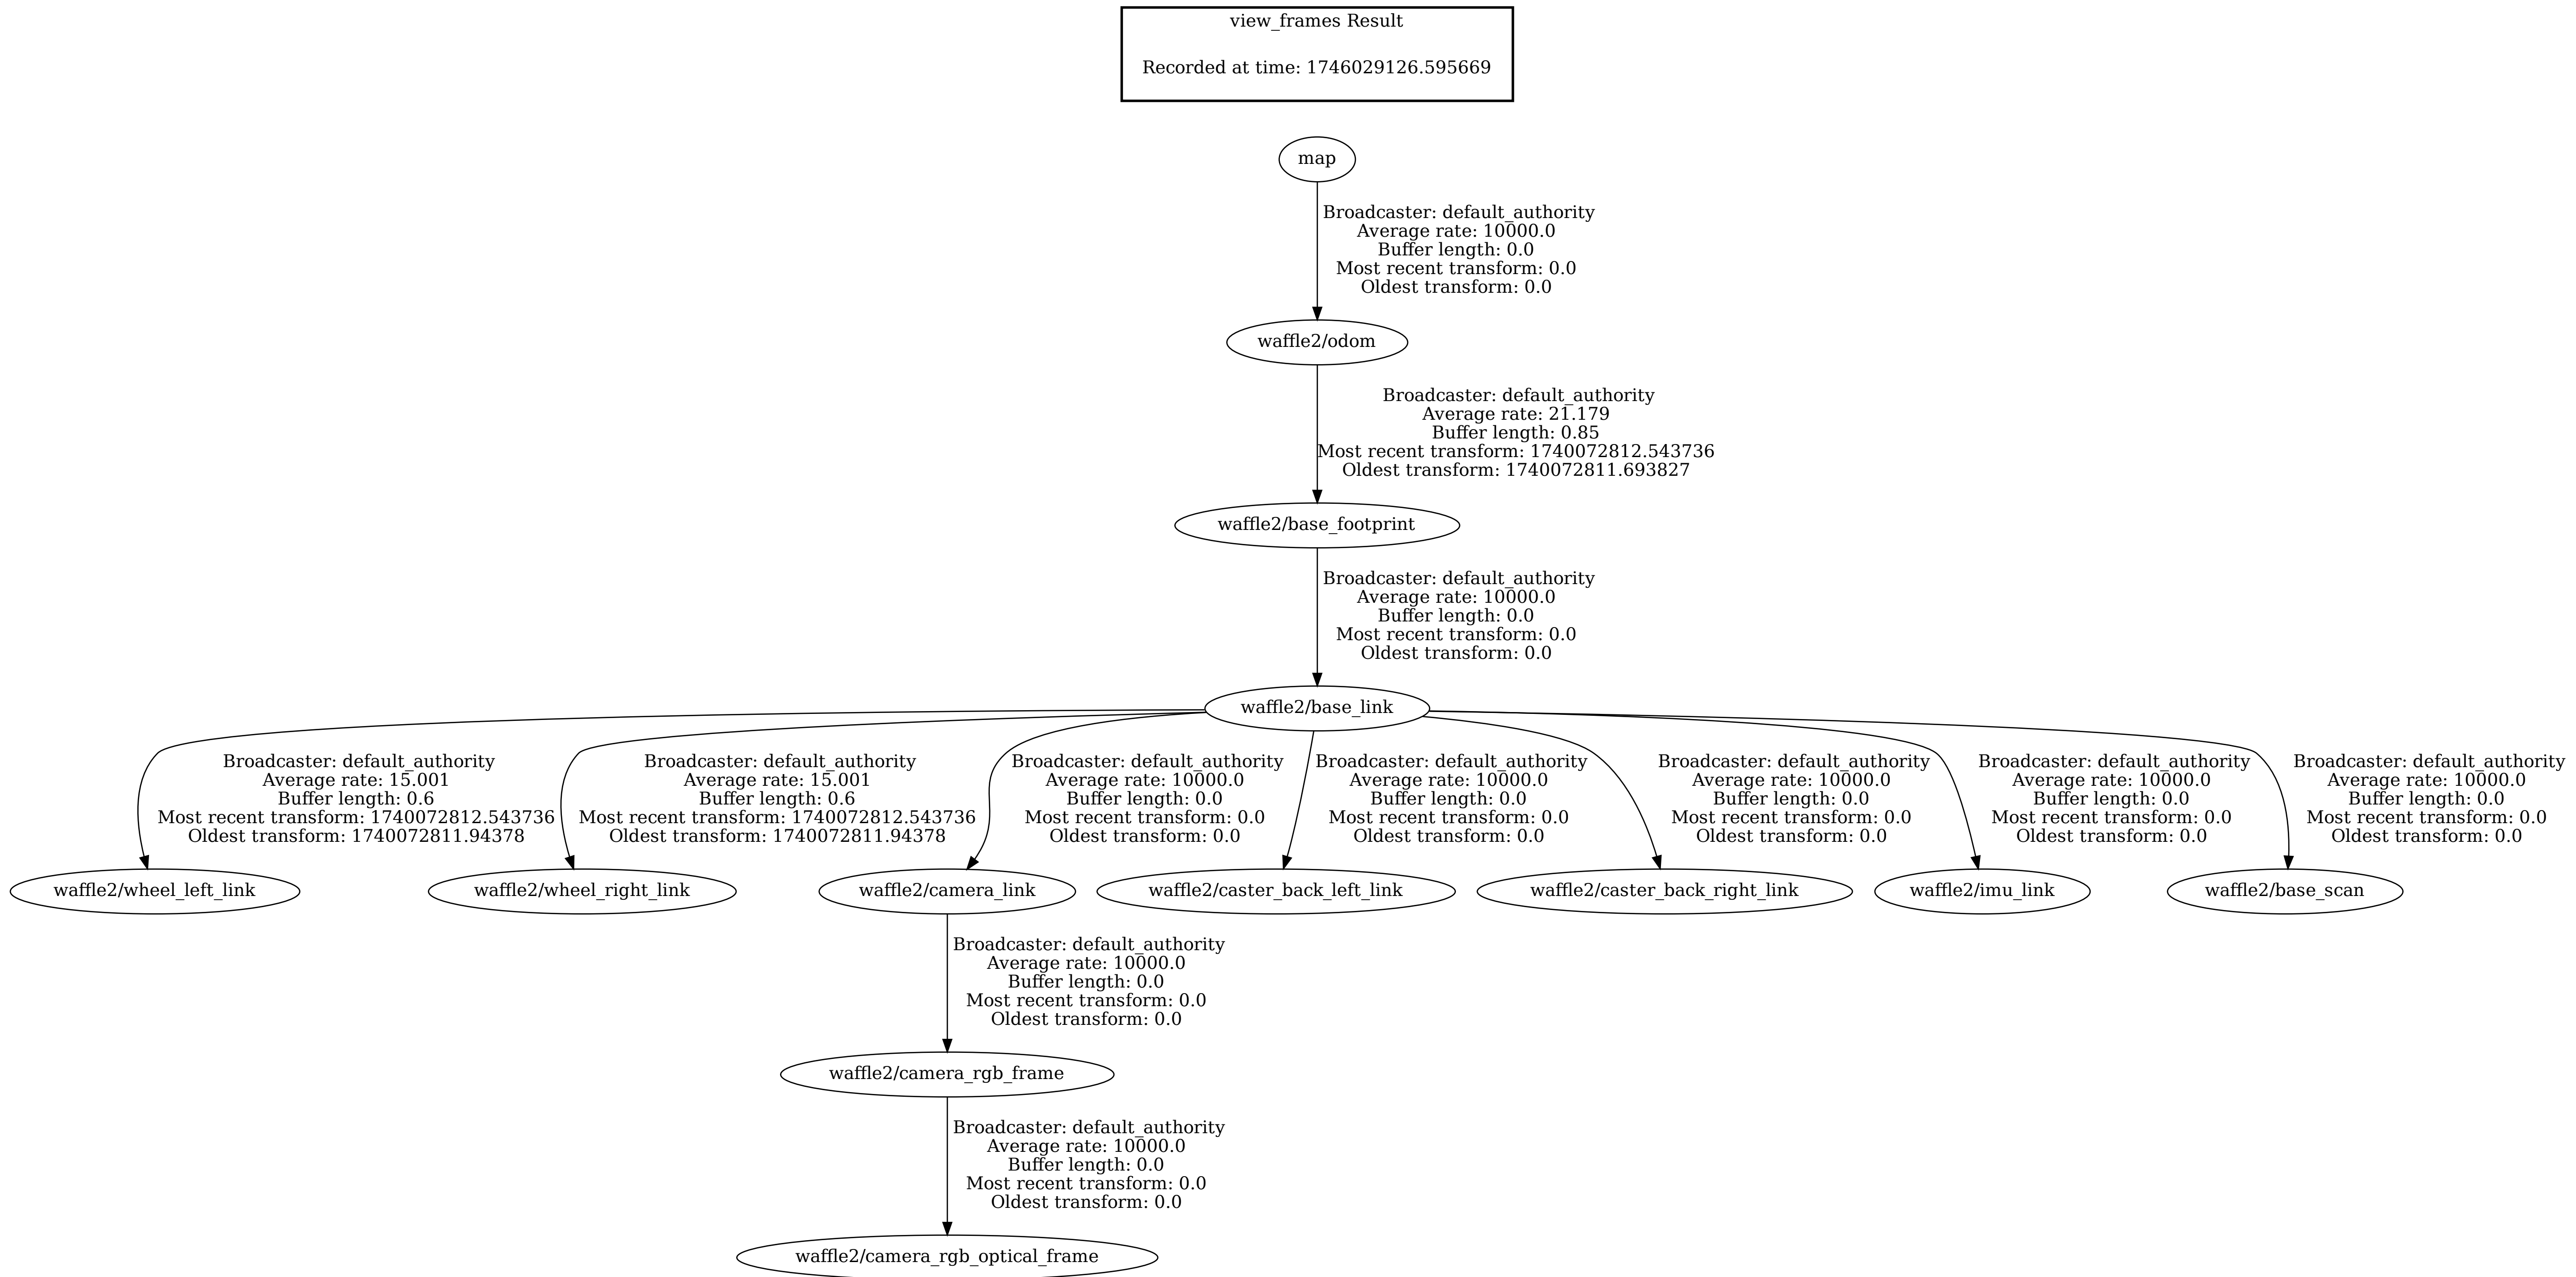 view_frames Result
Recorded at time: 1746029126.595669
map
Broadcaster: default_authority
Average rate: 10000.0
Buffer length: 0.0
Most recent transform: 0.0
Oldest transform: 0.0
waffle2/odom
Broadcaster: default_authority
Average rate: 21.179
Buffer length: 0.85
Most recent transform: 1740072812.543736
Oldest transform: 1740072811.693827
waffle2/base_footprint
Broadcaster: default_authority
Average rate: 10000.0
Buffer length: 0.0
Most recent transform: 0.0
Oldest transform: 0.0
waffle2/base_link
Broadcaster: default_authority
Average rate: 15.001
Buffer length: 0.6
Most recent transform: 1740072812.543736
Oldest transform: 1740072811.94378
Broadcaster: default_authority
Average rate: 15.001
Buffer length: 0.6
Most recent transform: 1740072812.543736
Oldest transform: 1740072811.94378
Broadcaster: default_authority
Average rate: 10000.0
Buffer length: 0.0
Most recent transform: 0.0
Oldest transform: 0.0
Broadcaster: default_authority
Average rate: 10000.0
Buffer length: 0.0
Most recent transform: 0.0
Oldest transform: 0.0
Broadcaster: default_authority
Average rate: 10000.0
Buffer length: 0.0
Most recent transform: 0.0
Oldest transform: 0.0
Broadcaster: default_authority
Average rate: 10000.0
Buffer length: 0.0
Most recent transform: 0.0
Oldest transform: 0.0
Broadcaster: default_authority
Average rate: 10000.0
Buffer length: 0.0
Most recent transform: 0.0
Oldest transform: 0.0
waffle2/wheel_left_link
waffle2/wheel_right_link
waffle2/camera_link
waffle2/caster_back_left_link
waffle2/caster_back_right_link
waffle2/imu_link
waffle2/base_scan
Broadcaster: default_authority
Average rate: 10000.0
Buffer length: 0.0
Most recent transform: 0.0
Oldest transform: 0.0
waffle2/camera_rgb_frame
Broadcaster: default_authority
Average rate: 10000.0
Buffer length: 0.0
Most recent transform: 0.0
Oldest transform: 0.0
waffle2/camera_rgb_optical_frame